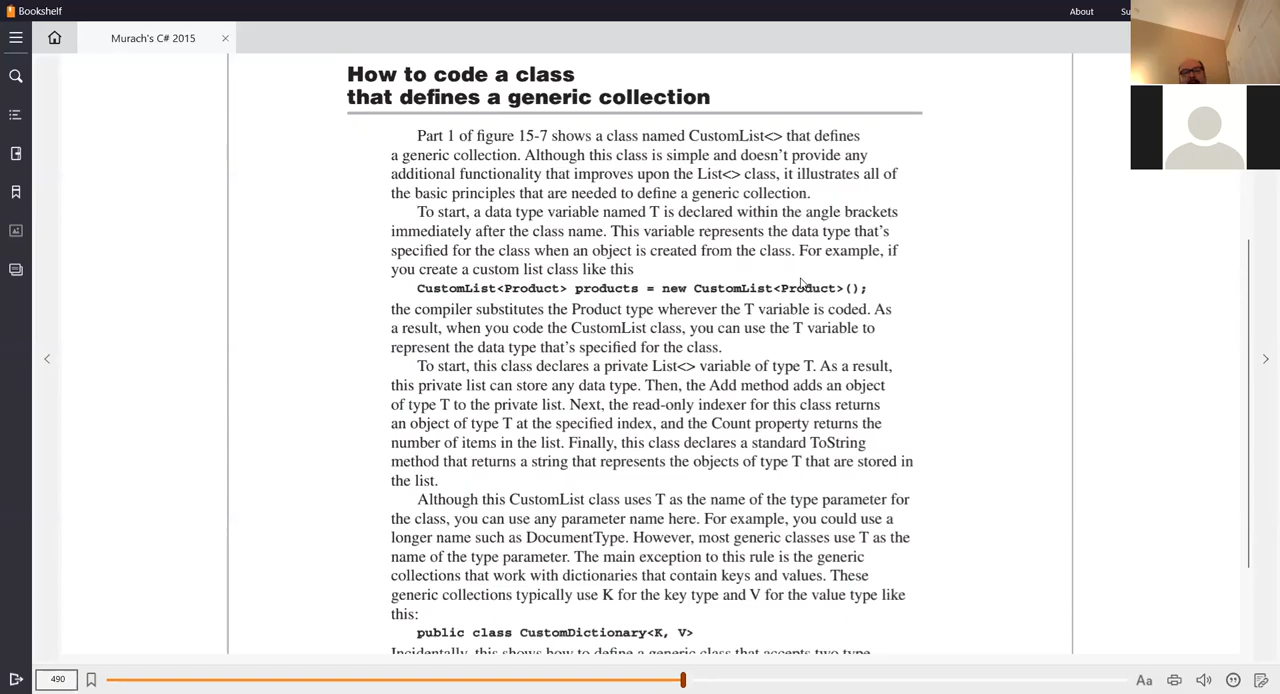 Bookshelf
About
Su
Murach's C# 2015
How to code a class
that defines a generic collection
Part 1 of figure 15-7 shows a class named CustomList<> that defines
a generic collection. Although this class is simple and doesn't provide any
additional functionality that improves upon the List<> class, it illustrates all of
the basic principles that are needed to define a generic collection.
To start, a data type variable named T is declared within the angle brackets
immediately after the class name. This variable represents the data type that's
specified for the class when an object is created from the class. For example, if
you create a custom list class like this
CustomList<Product> products = new CustomList<Product>();
the compiler substitutes the Product type wherever the T variable is coded. As
a result, when you code the CustomList class, you can use the T variable to
represent the data type that's specified for the class.
To start, this class declares a private List<> variable of type T. As a result,
this private list can store any data type. Then, the Add method adds an object
of type T to the private list. Next, the read-only indexer for this class returns
an object of type T at the specified index, and the Count property returns the
number of items in the list. Finally, this class declares a standard ToString
method that returns a string that represents the objects of type T that are stored in
the list.
Although this CustomList class uses T as the name of the type parameter for
the class, you can use any parameter name here. For example, you could use a
longer name such as DocumentType. However, most generic classes use T as the
name of the type parameter. The main exception to this rule is the generic
collections that work with dictionaries that contain keys and values. These
generic collections typically use K for the key type and V for the value type like
this:
public class CustomDictionary<K, V>
Incidentally, this shows how to define a generic class that accepts two type
490
Aa